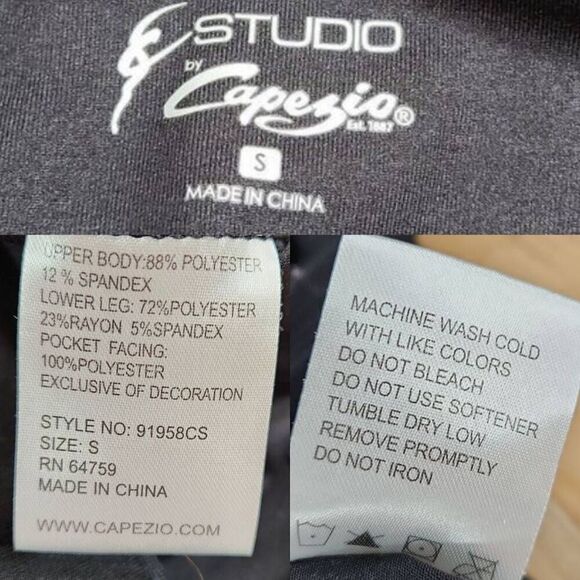 STUDIO
by
Capezio®
Est. 1887
S
MADE IN CHINA
UPPER BODY:88% POLYESTER
12 % SPANDEX
LOWER LEG: 72%POLYESTER
23%RAYON 5%SPANDEX
POCKET FACING:
100%POLYESTER
EXCLUSIVE OF DECORATION
STYLE NO: 91958CS
SIZE: S
RN 64759
MADE IN CHINA
WWW.CAPEZIO.COM
MACHINE WASH COLD
WITH LIKE COLORS
DO NOT BLEACH
DO NOT USE SOFTENER
TUMBLE DRY LOW
REMOVE PROMPTLY
DO NOT IRON